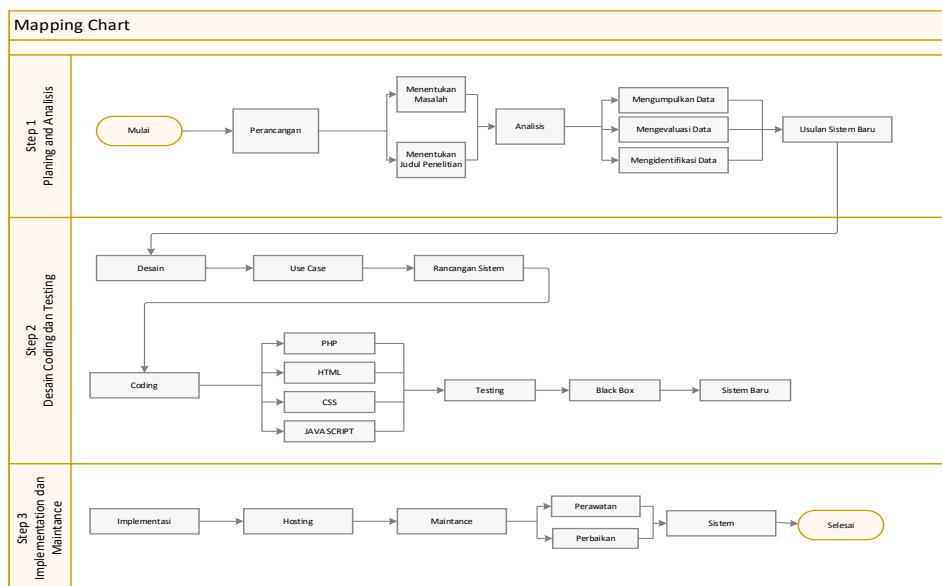 Mapping Chart
Step 1
Planing and Analisis
Mulai
Perancangan
Menentukan
Masalah
Menentukan
Judul Penelitian
Analisis
Mengumpulkan Data
Mengevaluasi Data
Mengidentifikasi Data
Usulan Sistem Baru
Step 2
Desain Coding dan Testing
Desain
Use Case
Rancangan Sistem
Coding
PHP
HTML
CSS
JAVA SCRIPT
Testing
Black Box
Sistem Baru
Step 3
Implementation dan
Maintance
Implementasi
Hosting
Maintance
Perawatan
Perbaikan
Sistem
Selesai